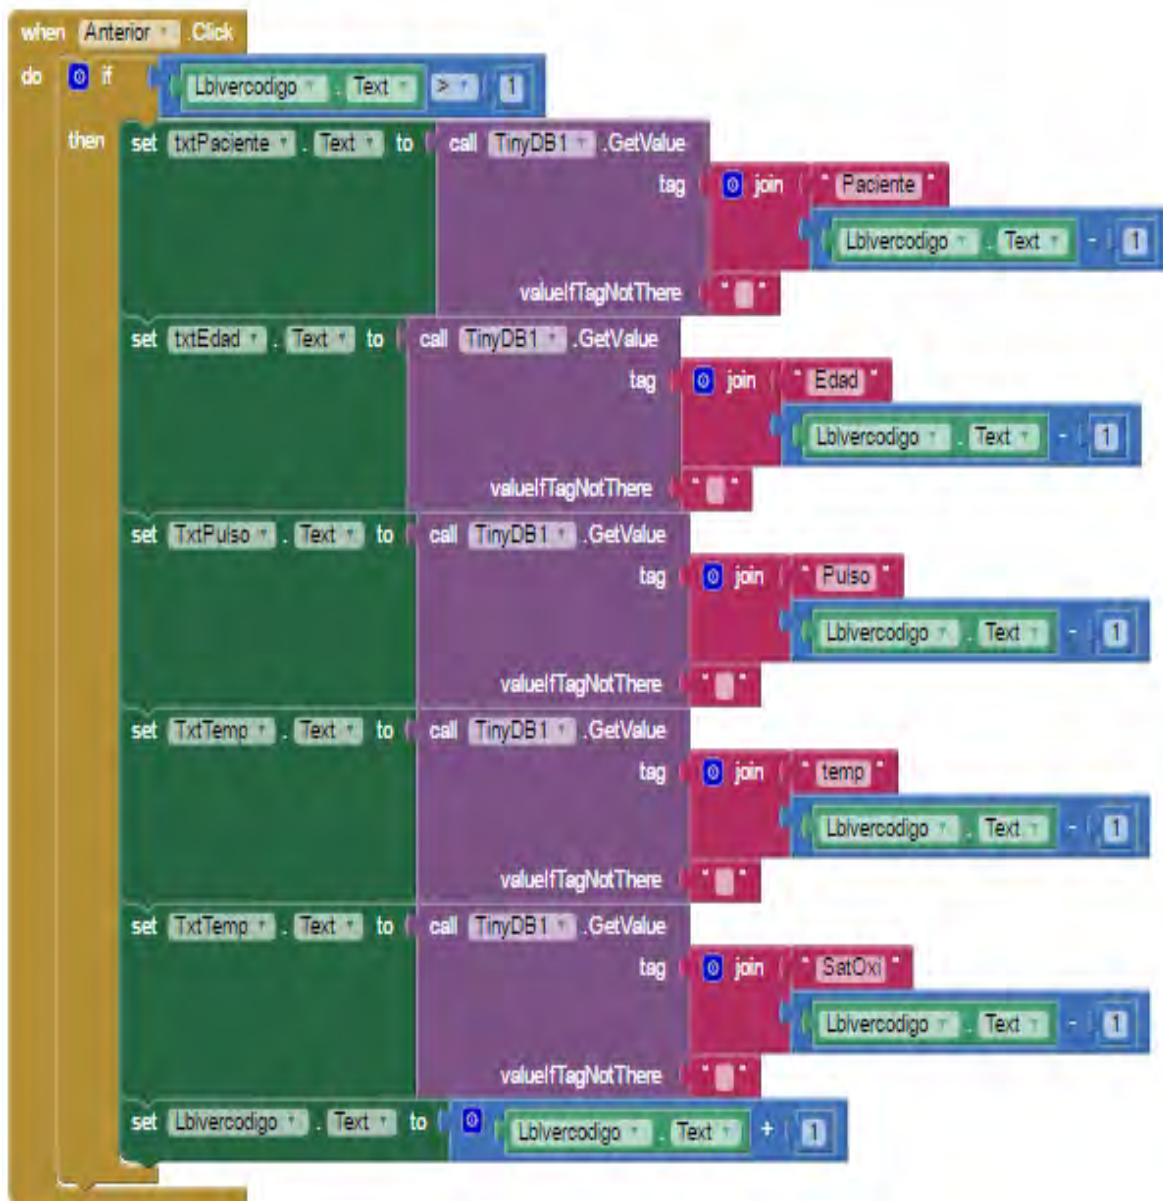 when Anterior .Click
do if Lblvercodigo . Text > 1
then set txtPaciente . Text to call TinyDB1 .GetValue
tag join " Paciente "
Lblvercodigo . Text - 1
valueIfTagNotThere " "
set txtEdad . Text to call TinyDB1 .GetValue
tag join " Edad "
Lblvercodigo . Text - 1
valueIfTagNotThere " "
set TxtPulso . Text to call TinyDB1 .GetValue
tag join " Pulso "
Lblvercodigo . Text - 1
valueIfTagNotThere " "
set TxtTemp . Text to call TinyDB1 .GetValue
tag join " temp "
Lblvercodigo . Text - 1
valueIfTagNotThere " "
set TxtTemp . Text to call TinyDB1 .GetValue
tag join " SatOxi "
Lblvercodigo . Text - 1
valueIfTagNotThere " "
set Lblvercodigo . Text to Lblvercodigo . Text + 1